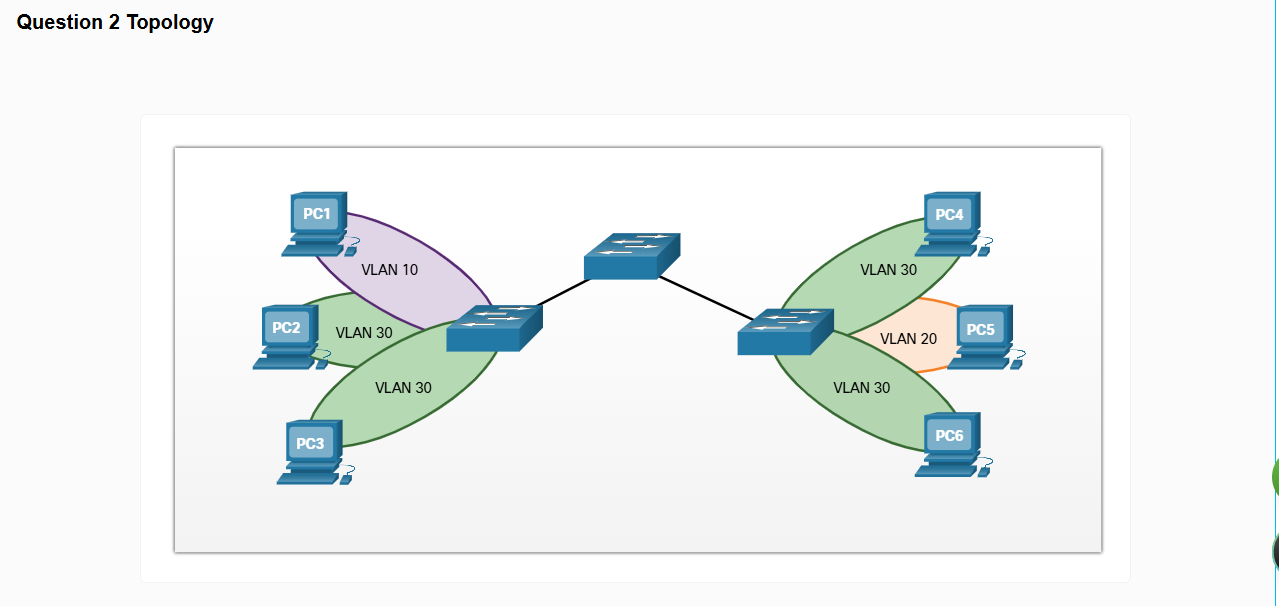 Question 2 Topology
PC1
VLAN 10
PC2
VLAN 30
VLAN 30
PC3
PC4
VLAN 30
PC5
VLAN 20
VLAN 30
PC6